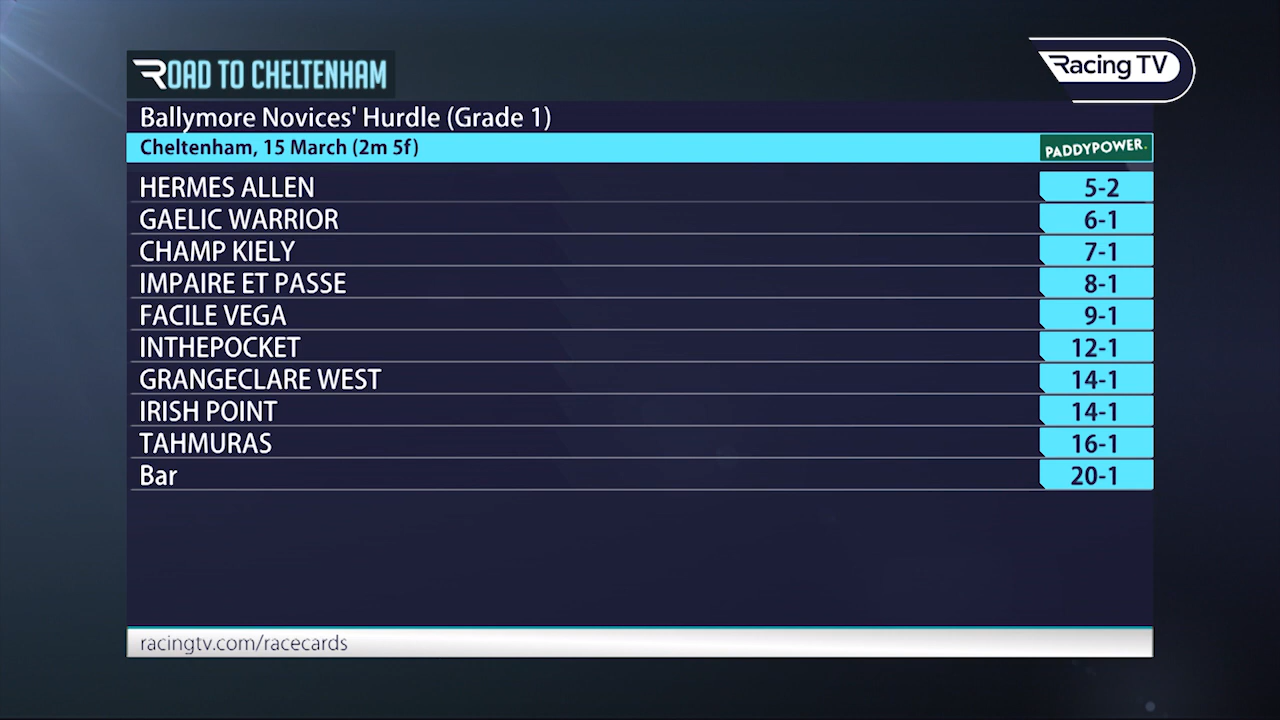 ROAD TO CHELTENHAM
Racing TV
Ballymore Novices' Hurdle (Grade 1)
Cheltenham, 15 March (2m 5f)
PADDYPOWER.
HERMES ALLEN 5-2
GAELIC WARRIOR 6-1
CHAMP KIELY 7-1
IMPAIRE ET PASSE 8-1
FACILE VEGA 9-1
INTHEPOCKET 12-1
GRANGECLARE WEST 14-1
IRISH POINT 14-1
TAHMURAS 16-1
Bar 20-1
racingtv.com/racecards